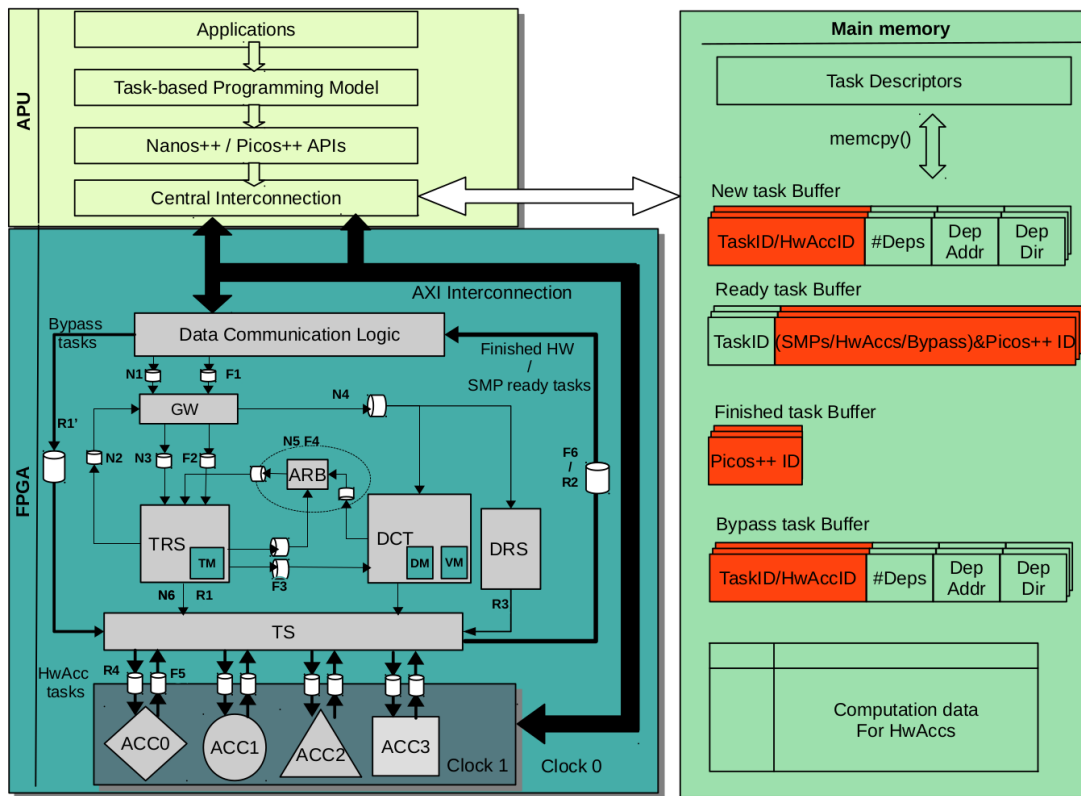 APU
Applications
Task-based Programming Model
Nanos++ / Picos++ APIs
Central Interconnection
FPGA
AXI Interconnection
Bypass
tasks
Data Communication Logic
Finished HW
/
SMP ready tasks
N1
F1
GW
N4
R1'
N2
N3
F2
N5 F4
ARB
F6
/
R2
TRS
TM
DCT
DM
VM
DRS
F3
N6
R1
R3
TS
HwAcc
tasks
R4
F5
ACC0
ACC1
ACC2
ACC3
Clock 1
Clock 0
Main memory
Task Descriptors
memcpy()
New task Buffer
TaskID/HwAccID
#Deps
Dep
Addr
Dep
Dir
Ready task Buffer
TaskID
(SMPs/HwAccs/Bypass)&Picos++ ID
Finished task Buffer
Picos++ ID
Bypass task Buffer
TaskID/HwAccID
#Deps
Dep
Addr
Dep
Dir
Computation data
For HwAccs